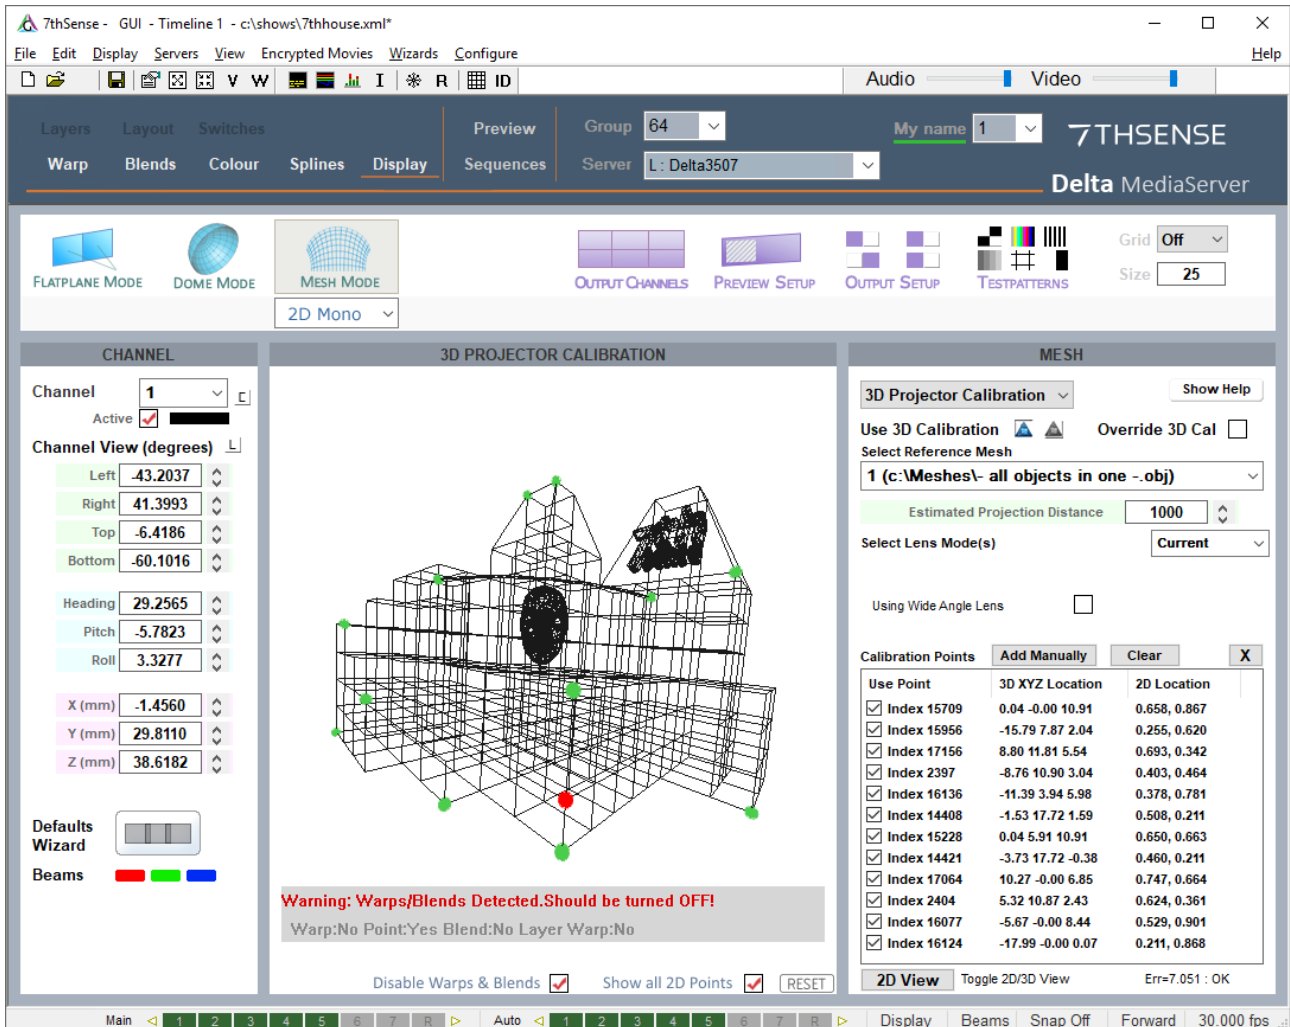 7thSense - GUI - Timeline 1 - c:\shows\7thhouse.xml*
File Edit Display Servers View Encrypted Movies Wizards Configure Help
V W I R ID Audio Video
Layers Layout Switches Preview Group 64 My name 1 7THSENSE
Warp Blends Colour Splines Display Sequences Server L : Delta3507
Delta MediaServer
FLATPLANE MODE DOME MODE MESH MODE OUTPUT CHANNELS PREVIEW SETUP OUTPUT SETUP TESTPATTERNS
Grid Off
Size 25
2D Mono
CHANNEL
Channel 1 C
Active
Channel View (degrees) L
Left -43.2037
Right 41.3993
Top -6.4186
Bottom -60.1016
Heading 29.2565
Pitch -5.7823
Roll 3.3277
X (mm) -1.4560
Y (mm) 29.8110
Z (mm) 38.6182
Defaults
Wizard
Beams
3D PROJECTOR CALIBRATION
Warning: Warps/Blends Detected.Should be turned OFF!
Warp:No Point:Yes Blend:No Layer Warp:No
Disable Warps & Blends Show all 2D Points RESET
MESH
3D Projector Calibration Show Help
Use 3D Calibration Override 3D Cal
Select Reference Mesh
1 (c:\Meshes\- all objects in one -.obj)
Estimated Projection Distance 1000
Select Lens Mode(s) Current
Using Wide Angle Lens
Calibration Points Add Manually Clear X
Use Point 3D XYZ Location 2D Location
Index 15709 0.04 -0.00 10.91 0.658, 0.867
Index 15956 -15.79 7.87 2.04 0.255, 0.620
Index 17156 8.80 11.81 5.54 0.693, 0.342
Index 2397 -8.76 10.90 3.04 0.403, 0.464
Index 16136 -11.39 3.94 5.98 0.378, 0.781
Index 14408 -1.53 17.72 1.59 0.508, 0.211
Index 15228 0.04 5.91 10.91 0.650, 0.663
Index 14421 -3.73 17.72 -0.38 0.460, 0.211
Index 17064 10.27 -0.00 6.85 0.747, 0.664
Index 2404 5.32 10.87 2.43 0.624, 0.361
Index 16077 -5.67 -0.00 8.44 0.529, 0.901
Index 16124 -17.99 -0.00 0.07 0.211, 0.868
2D View Toggle 2D/3D View Err=7.051 : OK
Main 1 2 3 4 5 6 7 R Auto 1 2 3 4 5 6 7 R Display Beams Snap Off Forward 30.000 fps